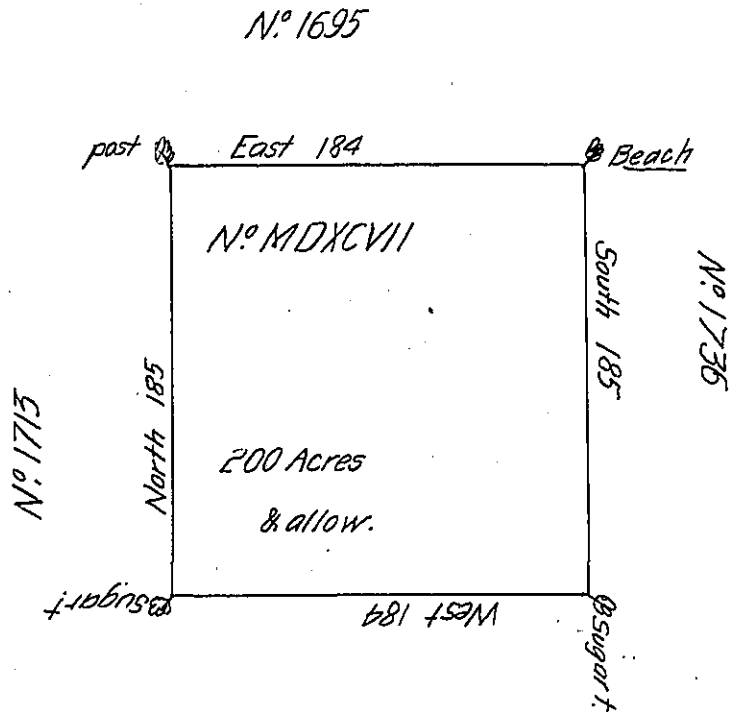 N.º 1695
post
East 184
Beach
Nº MDXCVII
South 185
Nº 1736
North 185
Nº 1713
200 Acres
& allow.
Sugar t.
West 184
Sugar t.